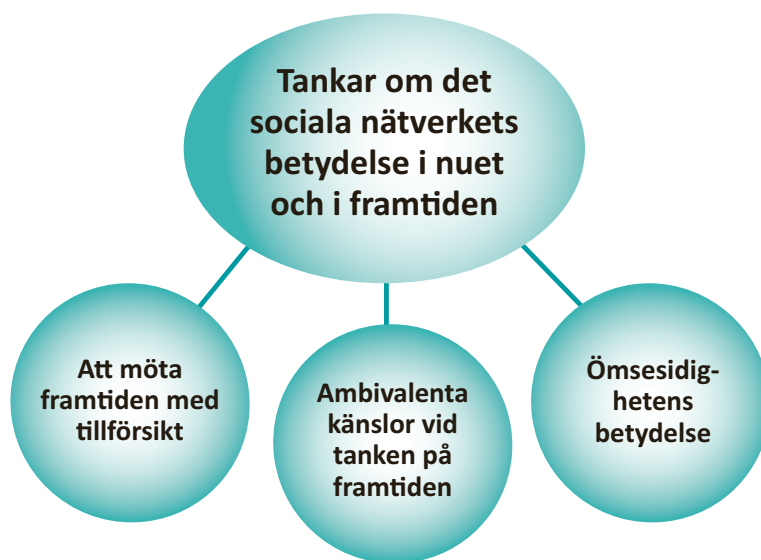 Tankar om det
sociala nätverkets
betydelse i nuet
och i framtiden
Att möta
framtiden med
tillförsikt
Ambivalenta
känslor vid
tanken på
framtiden
Ömsesidig-
hetens
betydelse